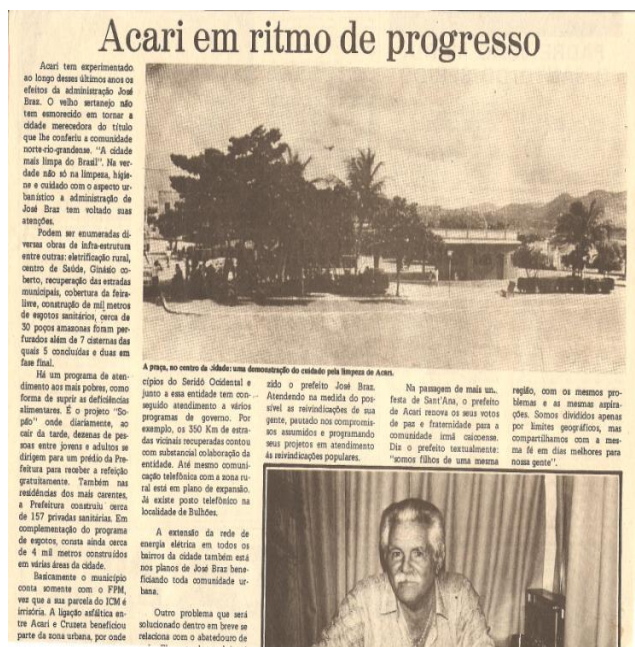 Acari em ritmo de progresso
Acari tem experimentado
ao longo desses últimos anos os
efeitos da administração José
Braz. O velho sertanejo não
tem esmorecido em tornar a
cidade merecedora do título
que lhe conferiu a comunidade
norte-rio-grandense. "A cidade
mais limpa do Brasil". Na ver-
dade não só na limpeza, higie-
ne e cuidado com o aspecto ur-
banístico a administração de
José Braz tem voltado suas
atenções.
Podem ser enumeradas di-
versas obras de infra-estrutura
entre outras: eletrificação rural,
centro de Saúde, Ginásio co-
berto, recuperação das estradas
municipais, cobertura da feira-
livre, construção de mil metros
de esgotos sanitários, cerca de
30 poços amazonas foram per-
furados além de 7 cisternas das
quais 5 concluídas e duas em
fase final.
Há um programa de aten-
dimento aos mais pobres, como
forma de suprir as deficiências
alimentares. É o projeto "So-
pão" onde diariamente, ao
cair da tarde, dezenas de pes-
soas entre jovens e adultos se
dirigem para um prédio da Pre-
feitura para receber a refeição
gratuitamente. Também nas
residências dos mais carentes,
a Prefeitura construiu cerca
de 157 privadas sanitárias. Em
complementação do programa
de esgotos, consta ainda cerca
de 4 mil metros construídos
em várias áreas da cidade.
Basicamente o município
conta somente com o FPM,
vez que a sua parcela do ICM é
irrisória. A ligação asfáltica en-
tre Acari e Cruzeta beneficiou
parte da zona urbana, por onde
A praça, no centro da cidade: uma demonstração do cuidado pela limpeza de Acari.
cípios do Seridó Ocidental e
junto a essa entidade tem con-
seguido atendimento a vários
programas de governo. Por
exemplo, os 350 Km de estra-
das vicinais recuperadas contou
com substancial colaboração da
entidade. Até mesmo comuni-
cação telefônica com a zona ru-
ral está em plano de expansão.
Já existe posto telefônico na
localidade de Bulhões.
A extensão da rede de
energia elétrica em todos os
bairros da cidade também está
nos planos de José Braz bene-
ficiando toda comunidade ur-
bana.
Outro problema que será
solucionado dentro em breve se
relaciona com o abatedouro de
zido o prefeito José Braz.
Atendendo na medida do pos-
sível as reivindicações de sua
gente, pautado nos compromis-
sos assumidos e programando
seus projetos em atendimento
às reivindicações populares.
Na passagem de mais
festa de Sant'Ana, o prefeito
de Acari renova os seus votos
de paz e fraternidade para a
comunidade irmã caicoense.
Diz o prefeito textualmente:
"somos filhos de uma mesma
região, com os mesmos pro-
blemas e as mesmas aspira-
ções. Somos divididos apenas
por limites geográficos, mas
compartilhamos com a mes-
ma fé em dias melhores para
nossa gente".